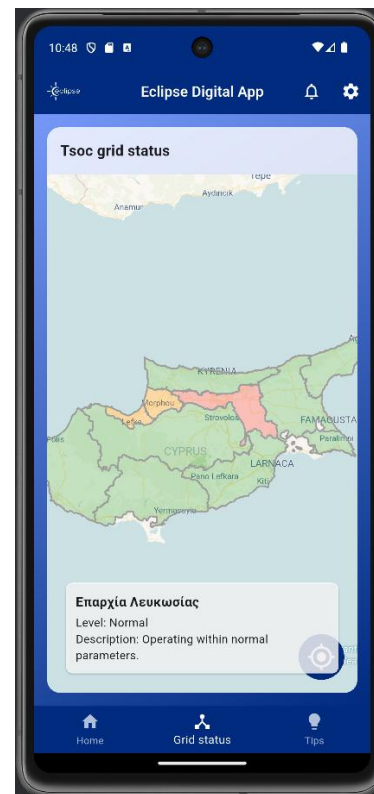 10:48
eclipse
Eclipse Digital App
Tsoc grid status
Tepe
Aydıncık
Anamur
KYRENIA
Morphou
Lefka
Strovolos
FAMAGUSTA
Paralimni
Polis
CYPRUS
LARNACA
Pano Lefkara
Kiti
Yermasoyia
Επαρχία Λευκωσίας
Level: Normal
Description: Operating within normal
parameters.
Home
Grid status
Tips